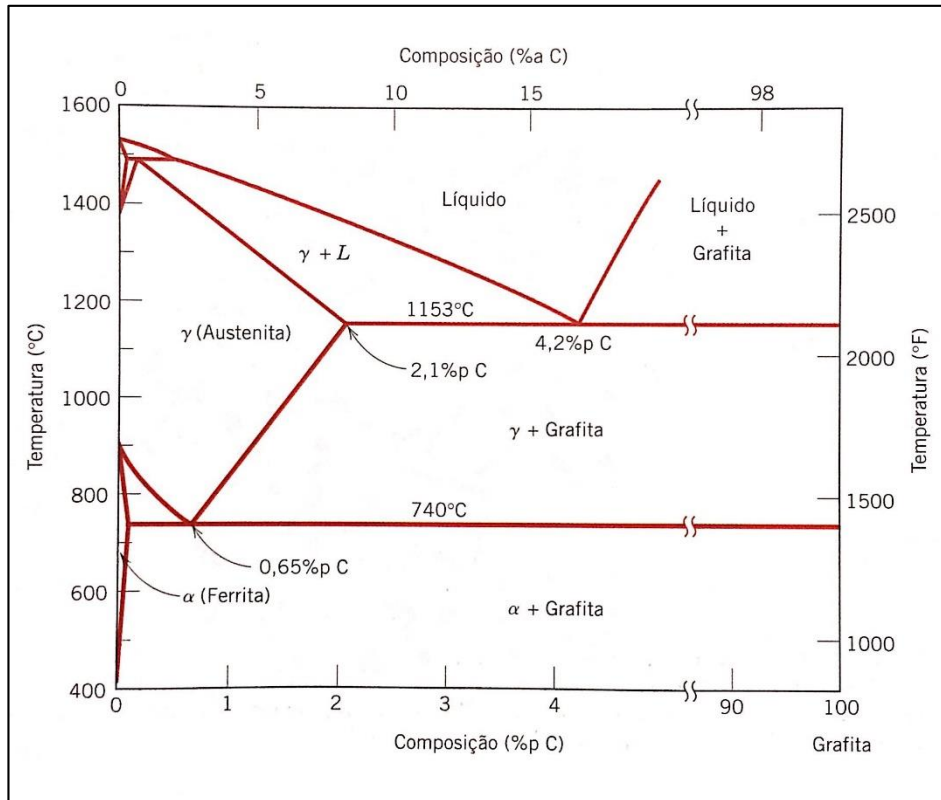 Composição (%a C)
0 5 10 15 98
1600
1400
1200
1000
800
600
400
Temperatura (°C)
2500
2000
1500
1000
Temperatura (°F)
Líquido
Líquido
+
Grafita
γ + L
1153°C
γ (Austenita)
2,1%p C
4,2%p C
γ + Grafita
740°C
0,65%p C
α (Ferrita)
α + Grafita
0 1 2 3 4 90 100
Composição (%p C)
Grafita